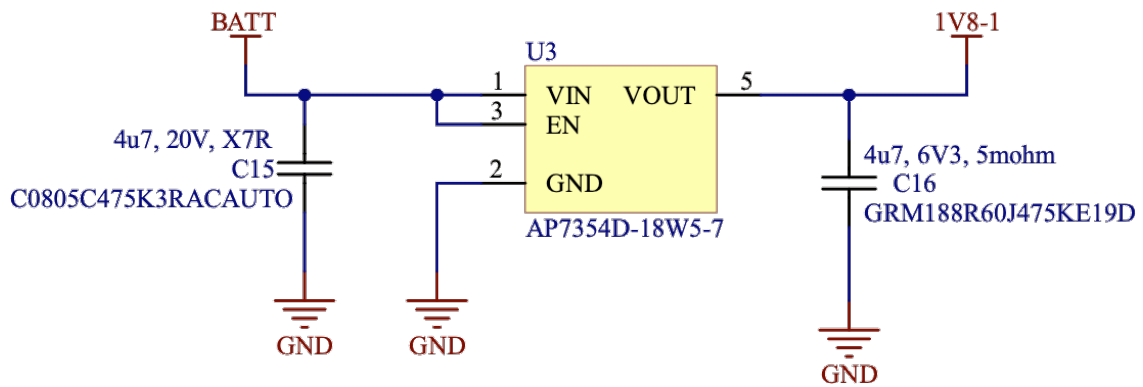 BATT
1V8-1
U3
1
VIN
VOUT
5
3
EN
4u7, 20V, X7R
C15
C0805C475K3RACAUTO
2
GND
4u7, 6V3, 5mohm
C16
GRM188R60J475KE19D
AP7354D-18W5-7
GND
GND
GND